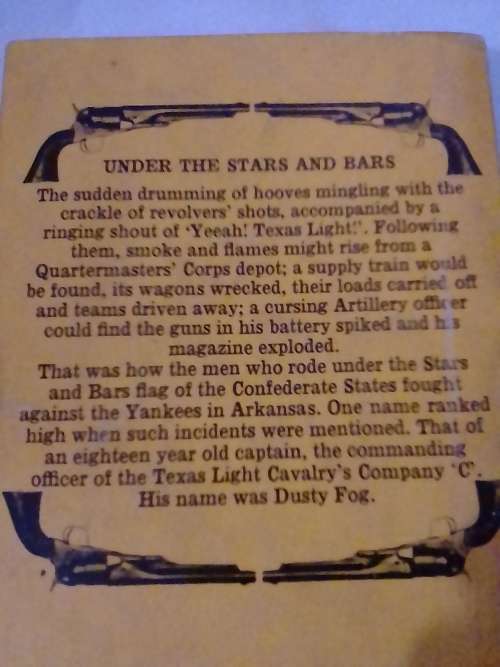 UNDER THE STARS AND BARS
The sudden drumming of hooves mingling with the
crackle of revolvers' shots, accompanied by a
ringing shout of 'Yeeah! Texas Light!'. Following
them, smoke and flames might rise from a
Quartermasters' Corps depot; a supply train would
be found, its wagons wrecked, their loads carried off
and teams driven away; a cursing Artillery officer
could find the guns in his battery spiked and his
magazine exploded.
That was how the men who rode under the Stars
and Bars flag of the Confederate States fought
against the Yankees in Arkansas. One name ranked
high when such incidents were mentioned. That of
an eighteen year old captain, the commanding
officer of the Texas Light Cavalry's Company 'C'.
His name was Dusty Fog.